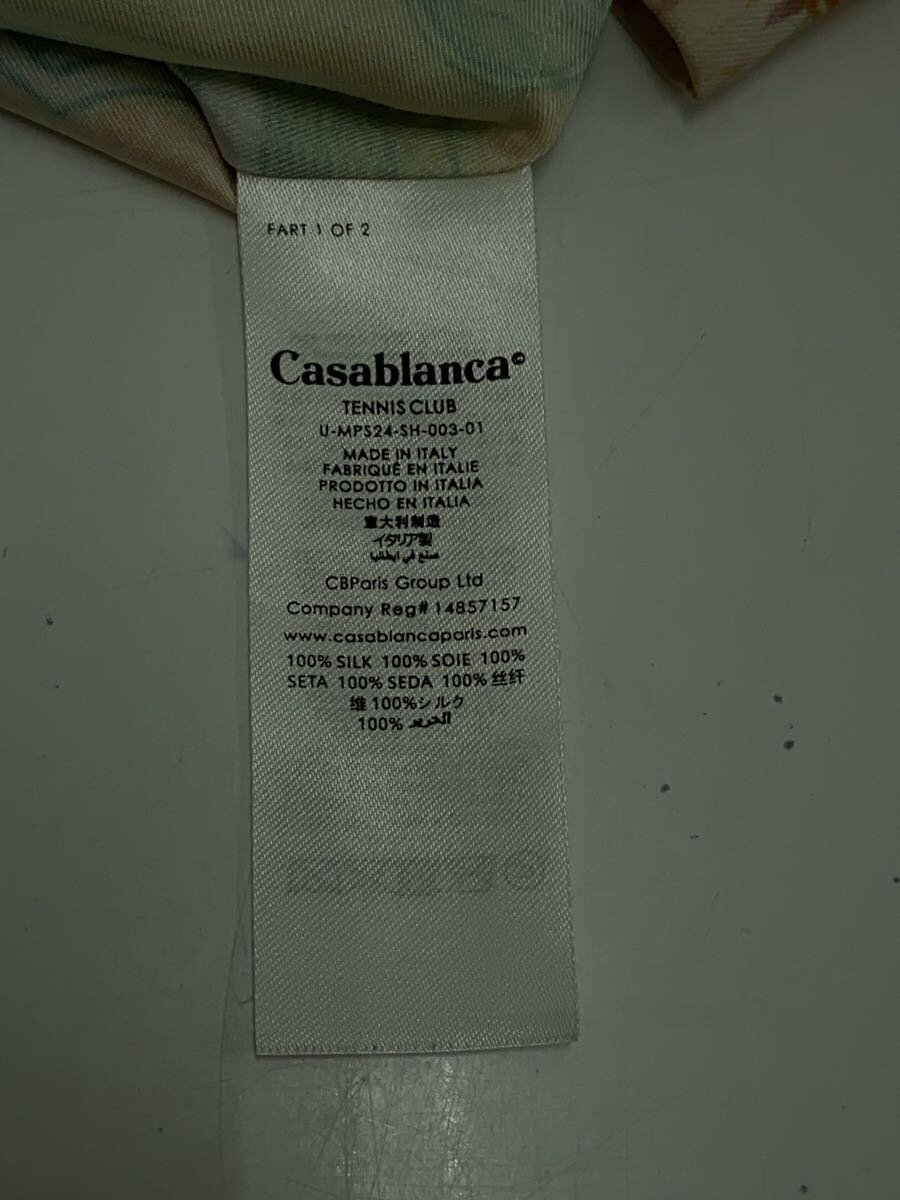 FART 1 OF 2
Casablanca©
TENNIS CLUB
U-MPS24-SH-003-01
MADE IN ITALY
FABRIQUÉ EN ITALIE
PRODOTTO IN ITALIA
HECHO EN ITALIA
意大利制造
イタリア製
صنع في ايطاليا
CBParis Group Ltd
Company Reg# 14857157
www.casablancaparis.com
100% SILK 100% SOIE 100%
SETA 100% SEDA 100% 丝纤
维 100%シルク
100% الحرير